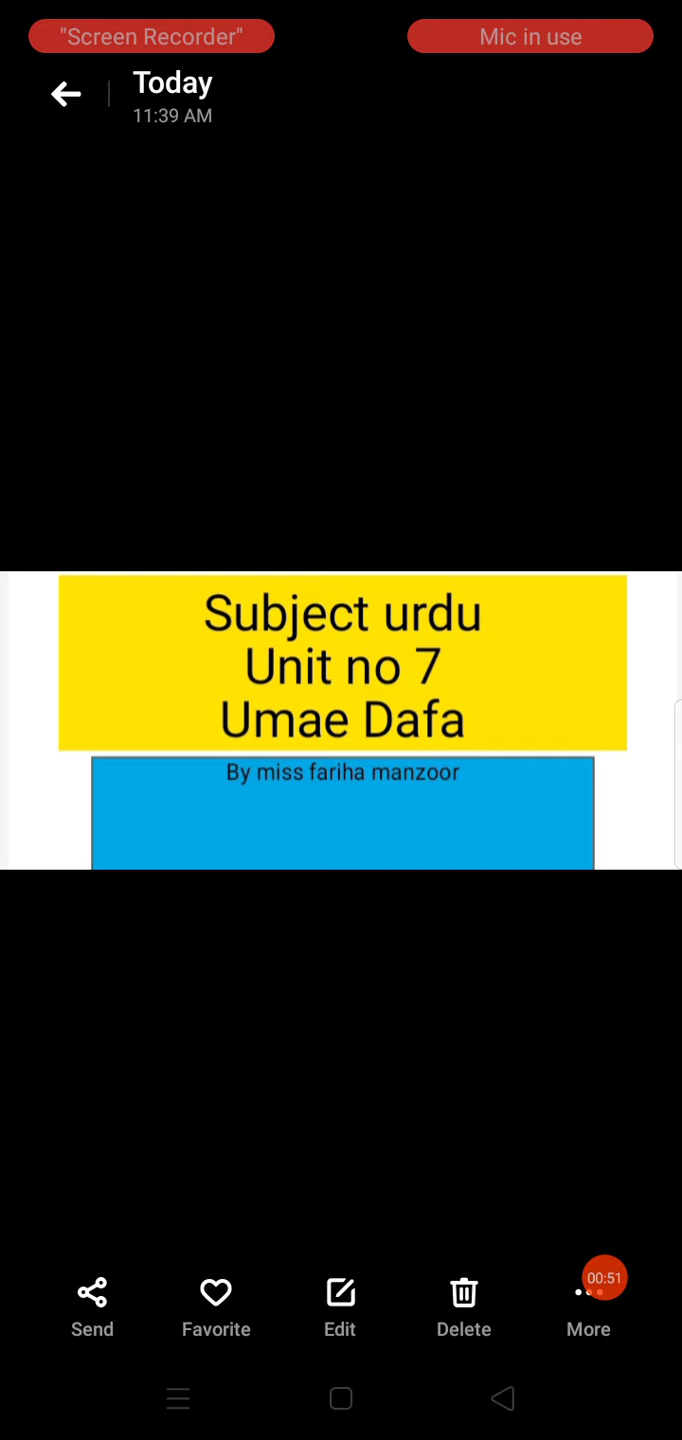 "Screen Recorder"
Mic in use
Today
11:39 AM
Subject urdu
Unit no 7
Umae Dafa
By miss fariha manzoor
00:51
Send
Favorite
Edit
Delete
More